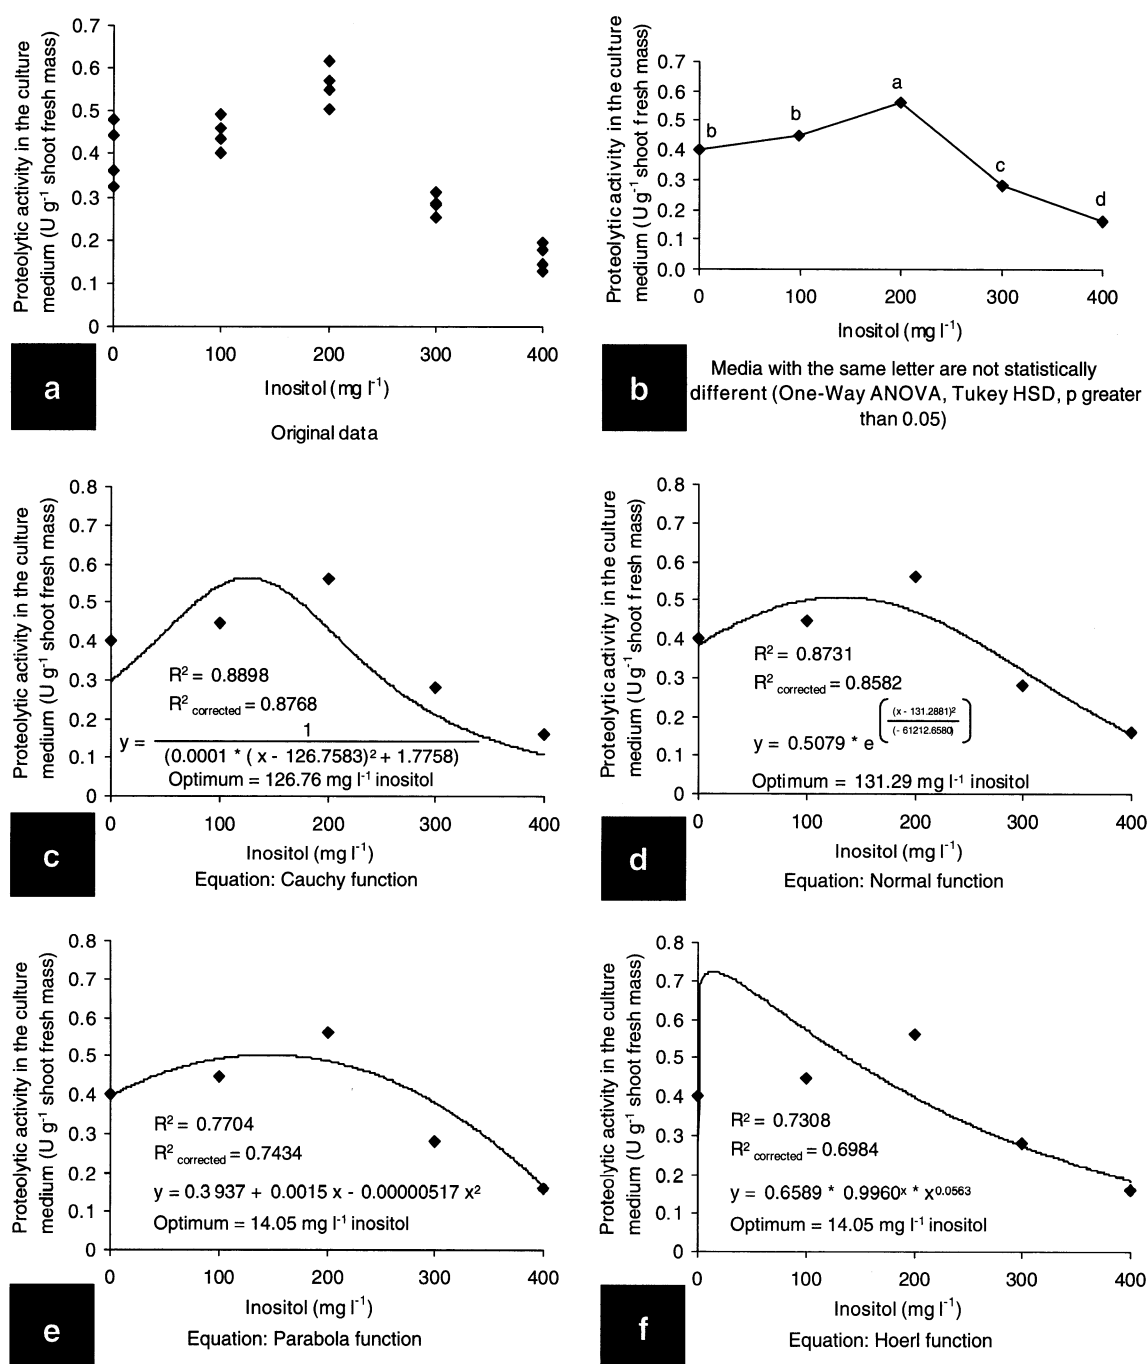 Proteolytic activity in the culture
medium (U g⁻¹ shoot fresh mass)
0.7
0.6
0.5
0.4
0.3
0.2
0.1
0
0 100 200 300 400
Inositol (mg l⁻¹)
a
Original data
Proteolytic activity in the culture
medium (U g⁻¹ shoot fresh mass)
0.7
0.6
0.5
0.4
0.3
0.2
0.1
0.0
b b a c d
0 100 200 300 400
Inositol (mg l⁻¹)
b
Media with the same letter are not statistically
different (One-Way ANOVA, Tukey HSD, p greater
than 0.05)
Proteolytic activity in the culture
medium (U g⁻¹ shoot fresh mass)
0.8
0.7
0.6
0.5
0.4
0.3
0.2
0.1
0
R² = 0.8898
R² corrected = 0.8768
y = 1
(0.0001 * ( x - 126.7583)² + 1.7758)
Optimum = 126.76 mg l⁻¹ inositol
0 100 200 300 400
Inositol (mg l⁻¹)
c
Equation: Cauchy function
Proteolytic activity in the culture
medium (U g⁻¹ shoot fresh mass)
0.8
0.7
0.6
0.5
0.4
0.3
0.2
0.1
0
R² = 0.8731
R² corrected = 0.8582
(x - 131.2881)²
(- 61212.6580)
y = 0.5079 * e
Optimum = 131.29 mg l⁻¹ inositol
0 100 200 300 400
Inositol (mg l⁻¹)
d
Equation: Normal function
Proteolytic activity in the culture
medium (U g⁻¹ shoot fresh mass)
0.8
0.7
0.6
0.5
0.4
0.3
0.2
0.1
0
R² = 0.7704
R² corrected = 0.7434
y = 0.3937 + 0.0015 x - 0.00000517 x²
Optimum = 14.05 mg l⁻¹ inositol
0 100 200 300 400
Inositol (mg l⁻¹)
e
Equation: Parabola function
Proteolytic activity in the culture
medium (U g⁻¹ shoot fresh mass)
0.8
0.7
0.6
0.5
0.4
0.3
0.2
0.1
0
R² = 0.7308
R² corrected = 0.6984
y = 0.6589 * 0.9960ˣ * x⁰·⁰⁵⁶³
Optimum = 14.05 mg l⁻¹ inositol
0 100 200 300 400
Inositol (mg l⁻¹)
f
Equation: Hoerl function